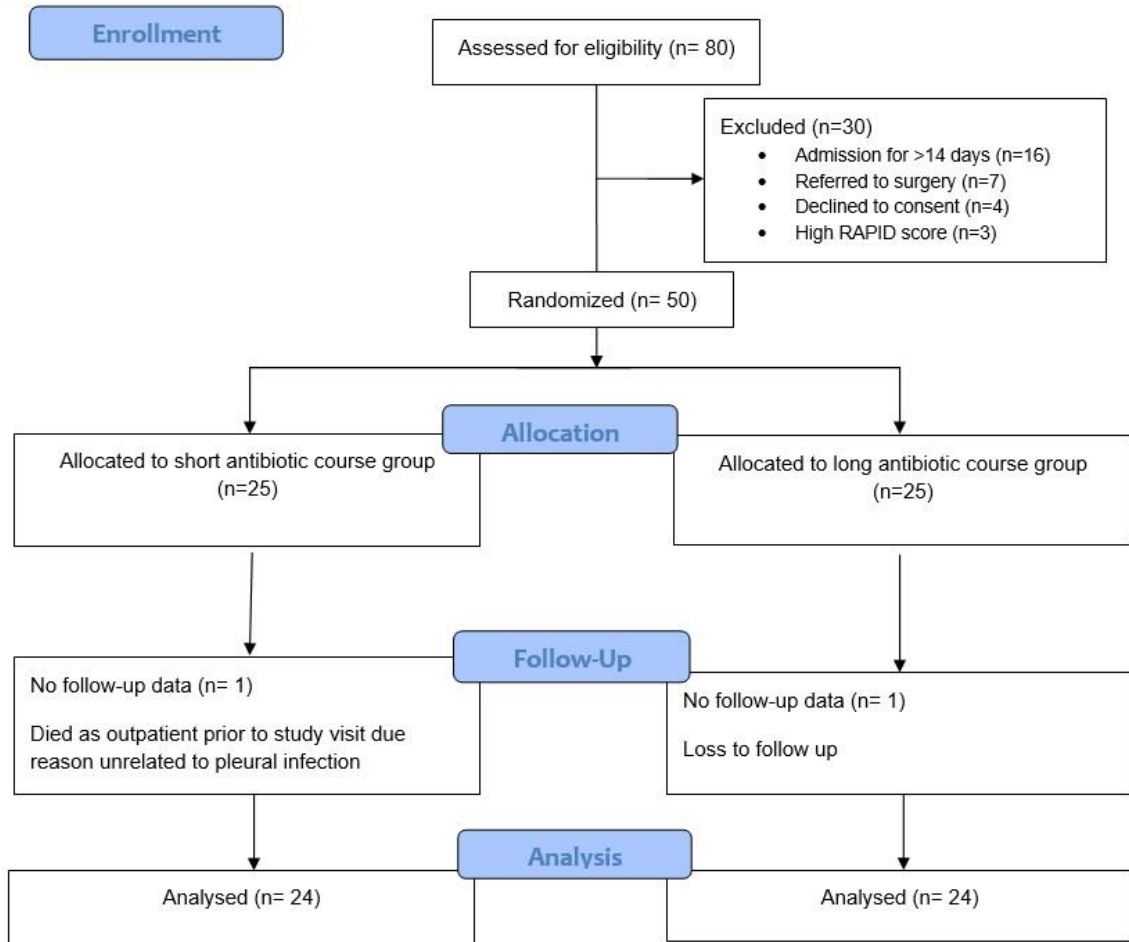 Enrollment
Assessed for eligibility (n= 80)
Excluded (n=30)
• Admission for >14 days (n=16)
• Referred to surgery (n=7)
• Declined to consent (n=4)
• High RAPID score (n=3)
Randomized (n= 50)
Allocation
Allocated to short antibiotic course group
(n=25)
Allocated to long antibiotic course group
(n=25)
Follow-Up
No follow-up data (n= 1)
Died as outpatient prior to study visit due
reason unrelated to pleural infection
No follow-up data (n= 1)
Loss to follow up
Analysis
Analysed (n= 24)
Analysed (n= 24)